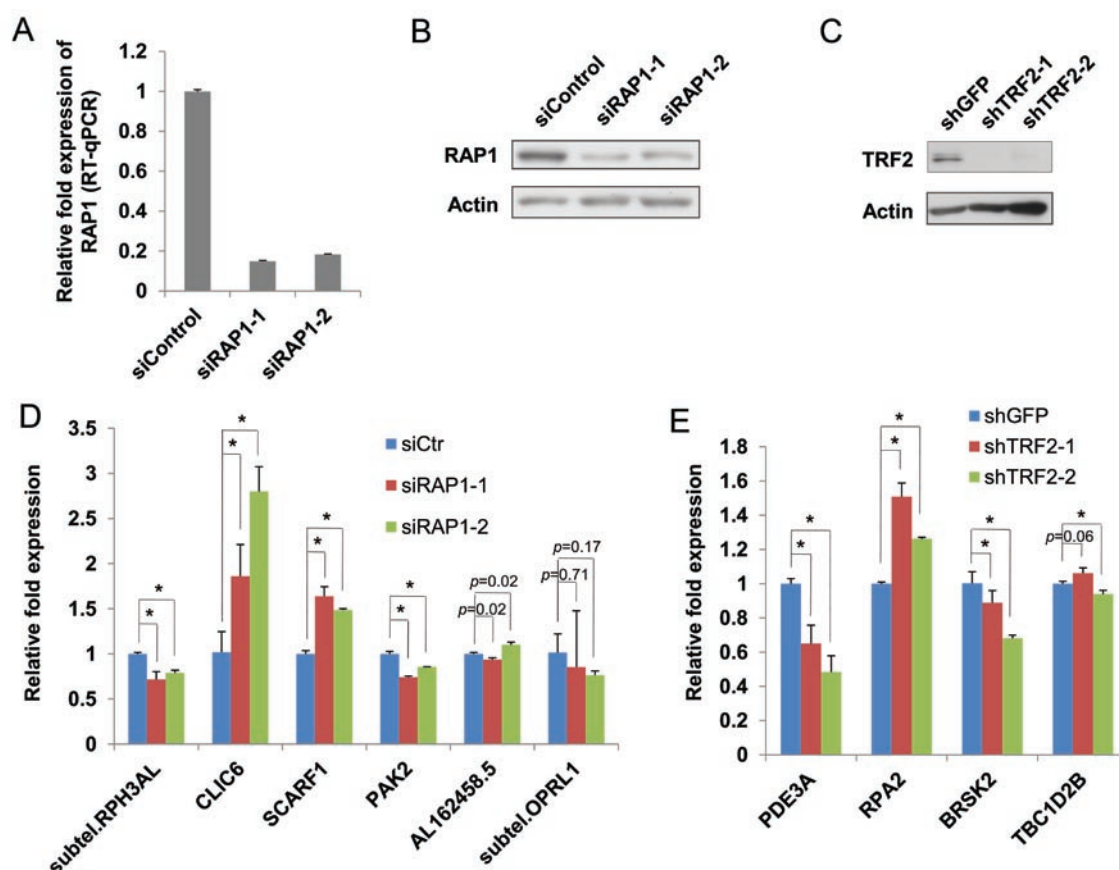 A
Relative fold expression of
RAP1 (RT-qPCR)
1.2
1
0.8
0.6
0.4
0.2
0
siControl
siRAP1-1
siRAP1-2
B
siControl
siRAP1-1
siRAP1-2
RAP1
Actin
C
shGFP
shTRF2-1
shTRF2-2
TRF2
Actin
D
Relative fold expression
3.5
3
2.5
2
1.5
1
0.5
0
siCtr
siRAP1-1
siRAP1-2
* *
* *
* *
* *
p=0.02
p=0.02
p=0.17
p=0.71
subtel.RPH3AL
CLIC6
SCARF1
PAK2
AL162458.5
subtel.OPRL1
E
Relative fold expression
1.8
1.6
1.4
1.2
1
0.8
0.6
0.4
0.2
0
shGFP
shTRF2-1
shTRF2-2
* *
* *
* *
*
p=0.06
PDE3A
RPA2
BRSK2
TBC1D2B